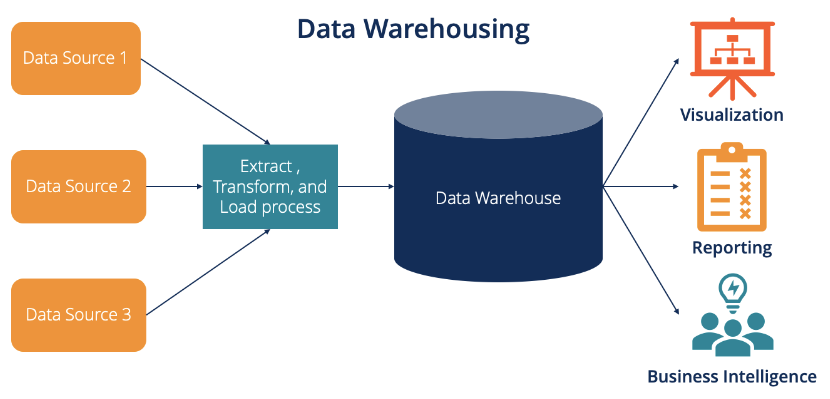 Data Warehousing
Data Source 1
Data Source 2
Data Source 3
Extract ,
Transform, and
Load process
Data Warehouse
Visualization
Reporting
Business Intelligence